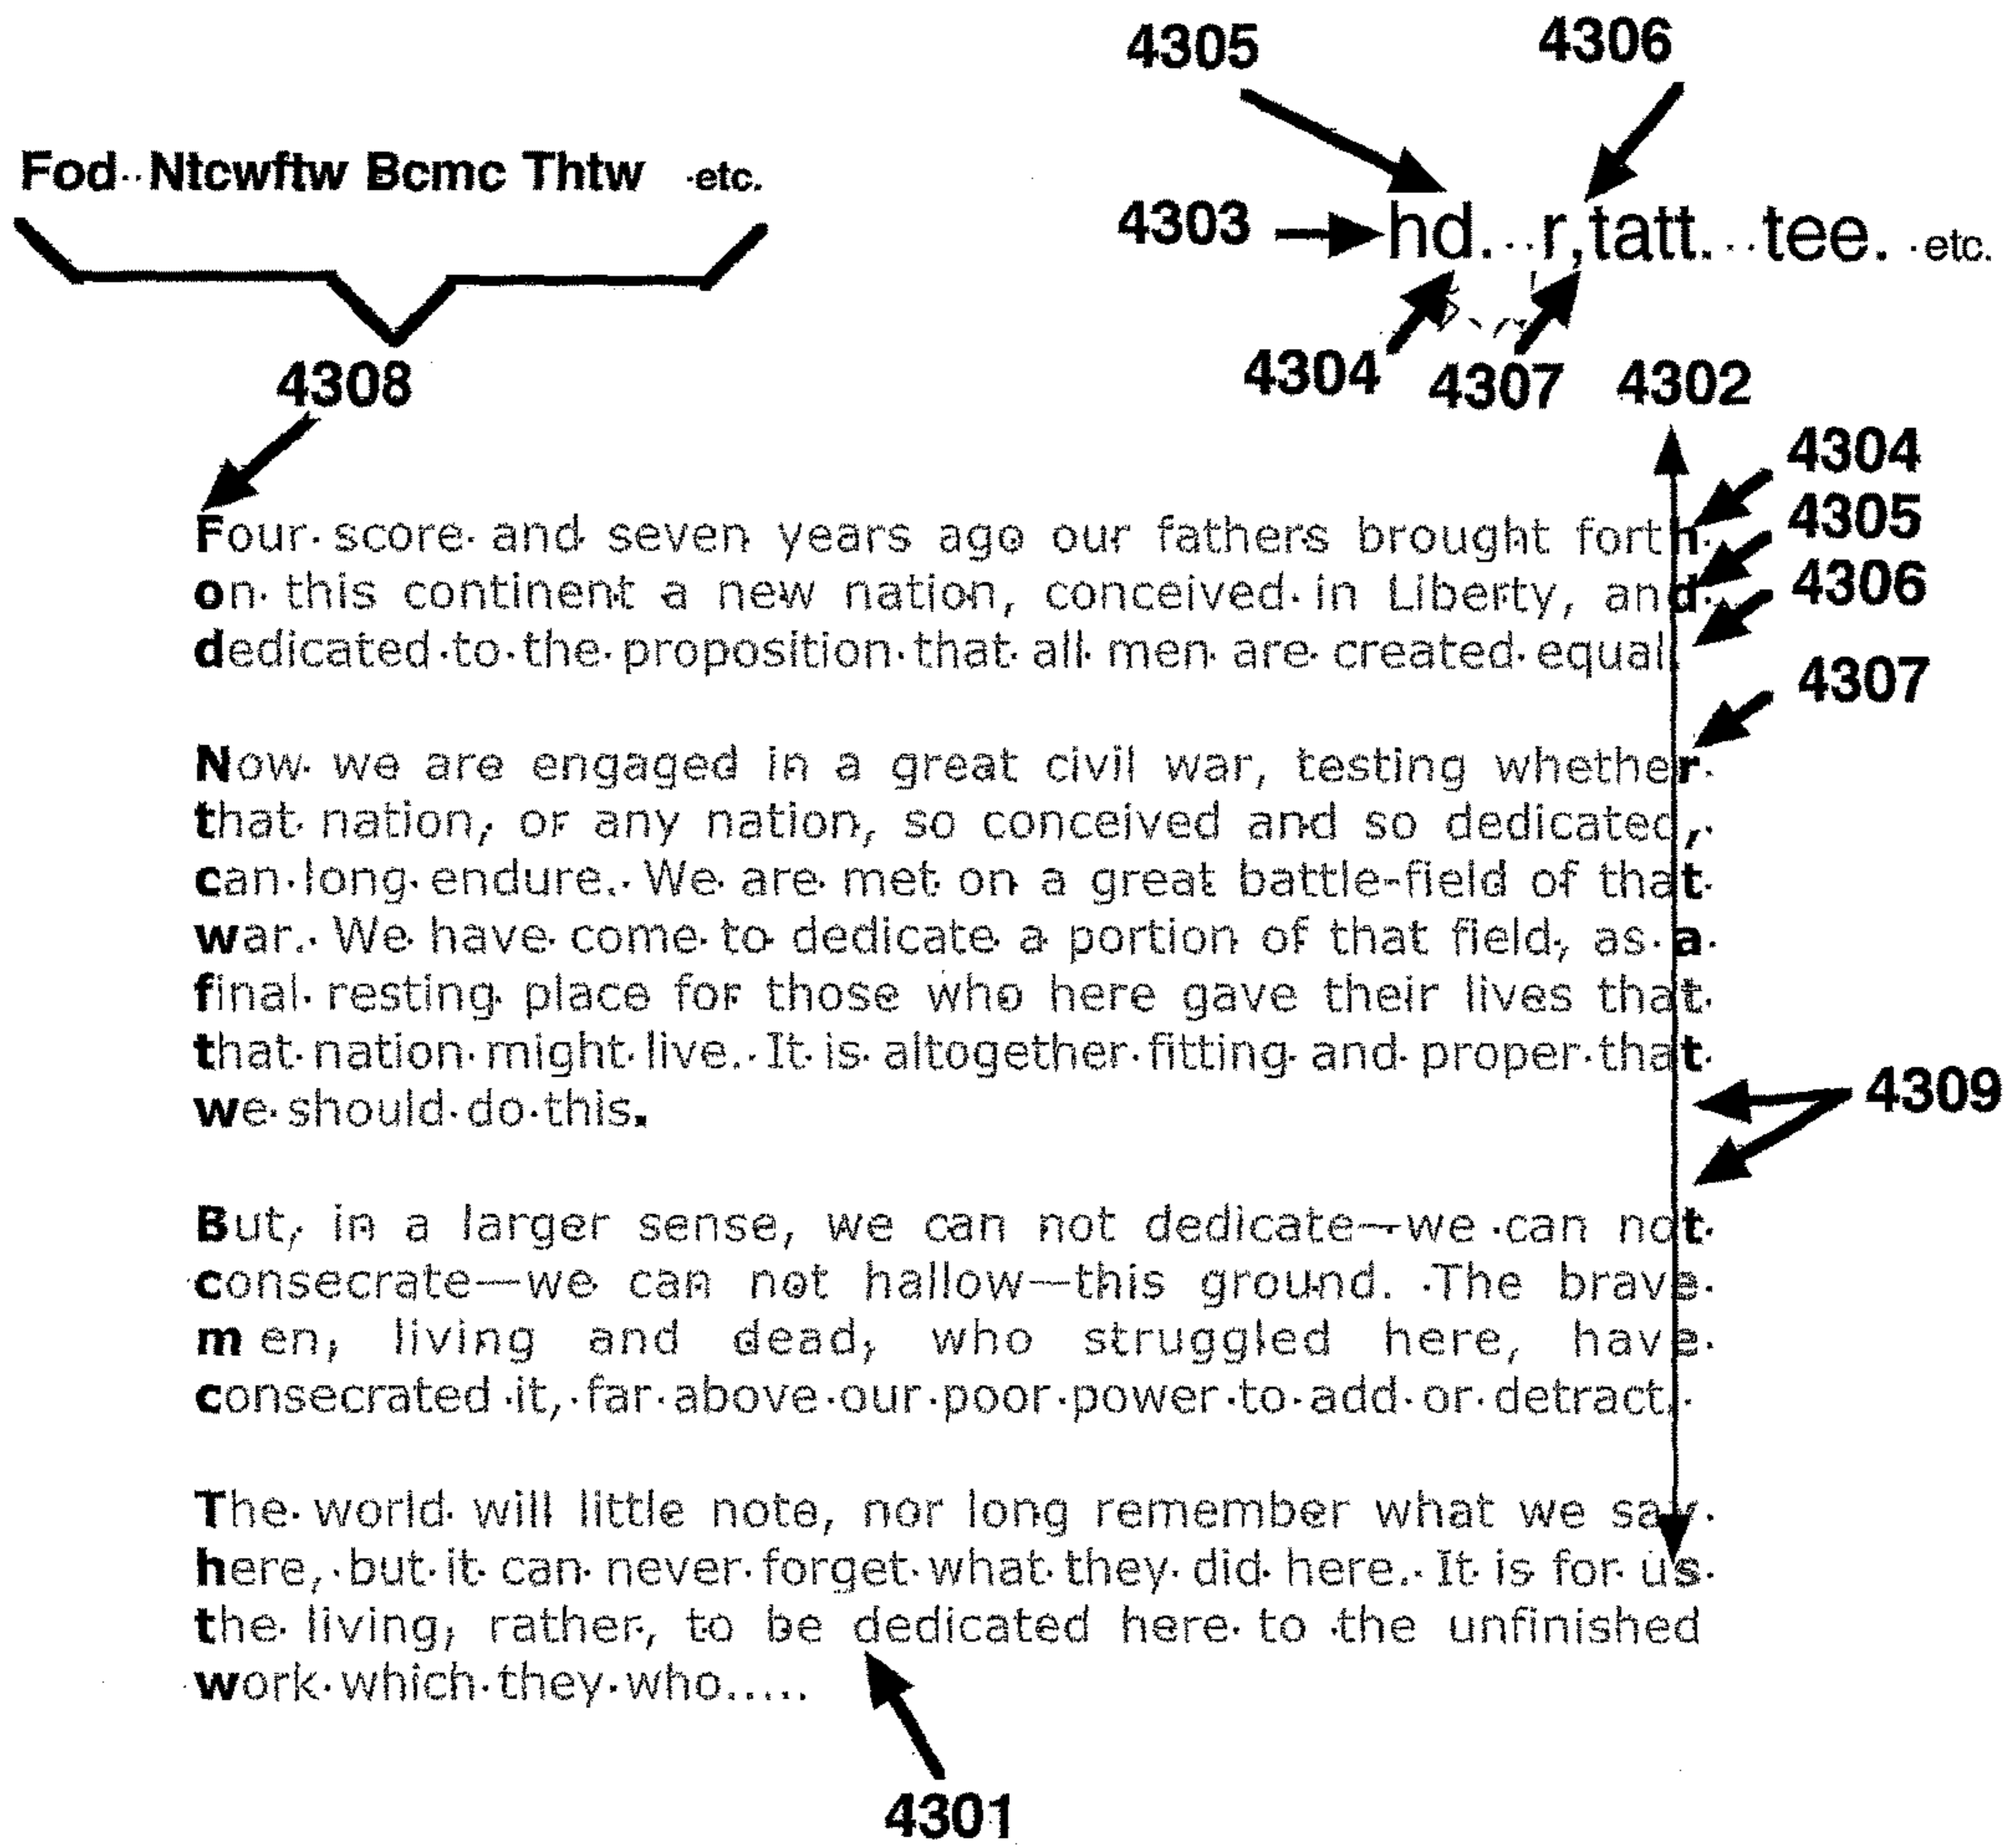 4305 4306
Fod Ntcwftw Bcmc Thtw etc.
4303 hd. r,tatt. tee. etc.
4304 4307 4302
4308
4304
4305
4306
4307
Four score and seven years ago our fathers brought forth
on this continent a new nation, conceived in Liberty, and
dedicated to the proposition that all men are created equal.
Now we are engaged in a great civil war, testing whether
that nation, or any nation, so conceived and so dedicated,
can long endure. We are met on a great battle-field of that
war. We have come to dedicate a portion of that field, as a
final resting place for those who here gave their lives that
that nation might live. It is altogether fitting and proper that
we should do this.
4309
But, in a larger sense, we can not dedicate—we can not
consecrate—we can not hallow—this ground. The brave
m en, living and dead, who struggled here, have
consecrated it, far above our poor power to add or detract.
The world will little note, nor long remember what we say
here, but it can never forget what they did here. It is for us
the living, rather, to be dedicated here to the unfinished
work which they who.....
4301